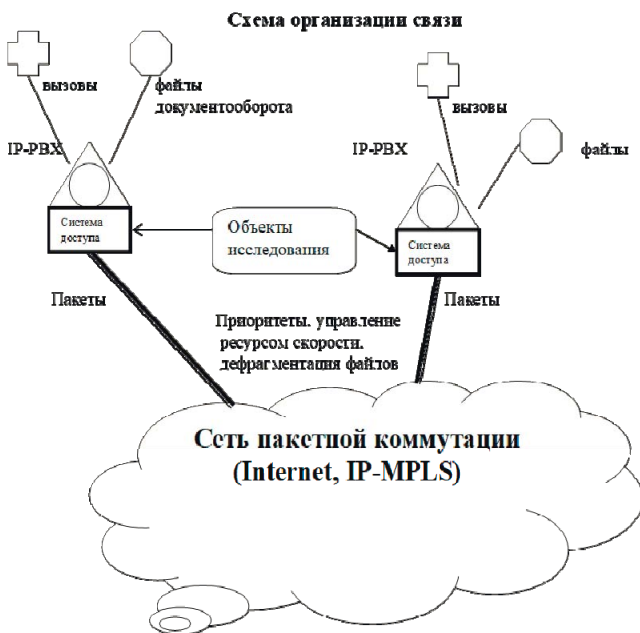 Схема организации связи
вызовы
файлы
документооборота
вызовы
IP-PBX
IP-PBX
файлы
Система
доступа
Объекты
исследования
Система
доступа
Пакеты
Пакеты
Приоритеты, управление
ресурсом скорости,
дефрагментация файлов
Сеть пакетной коммутации
(Internet, IP-MPLS)